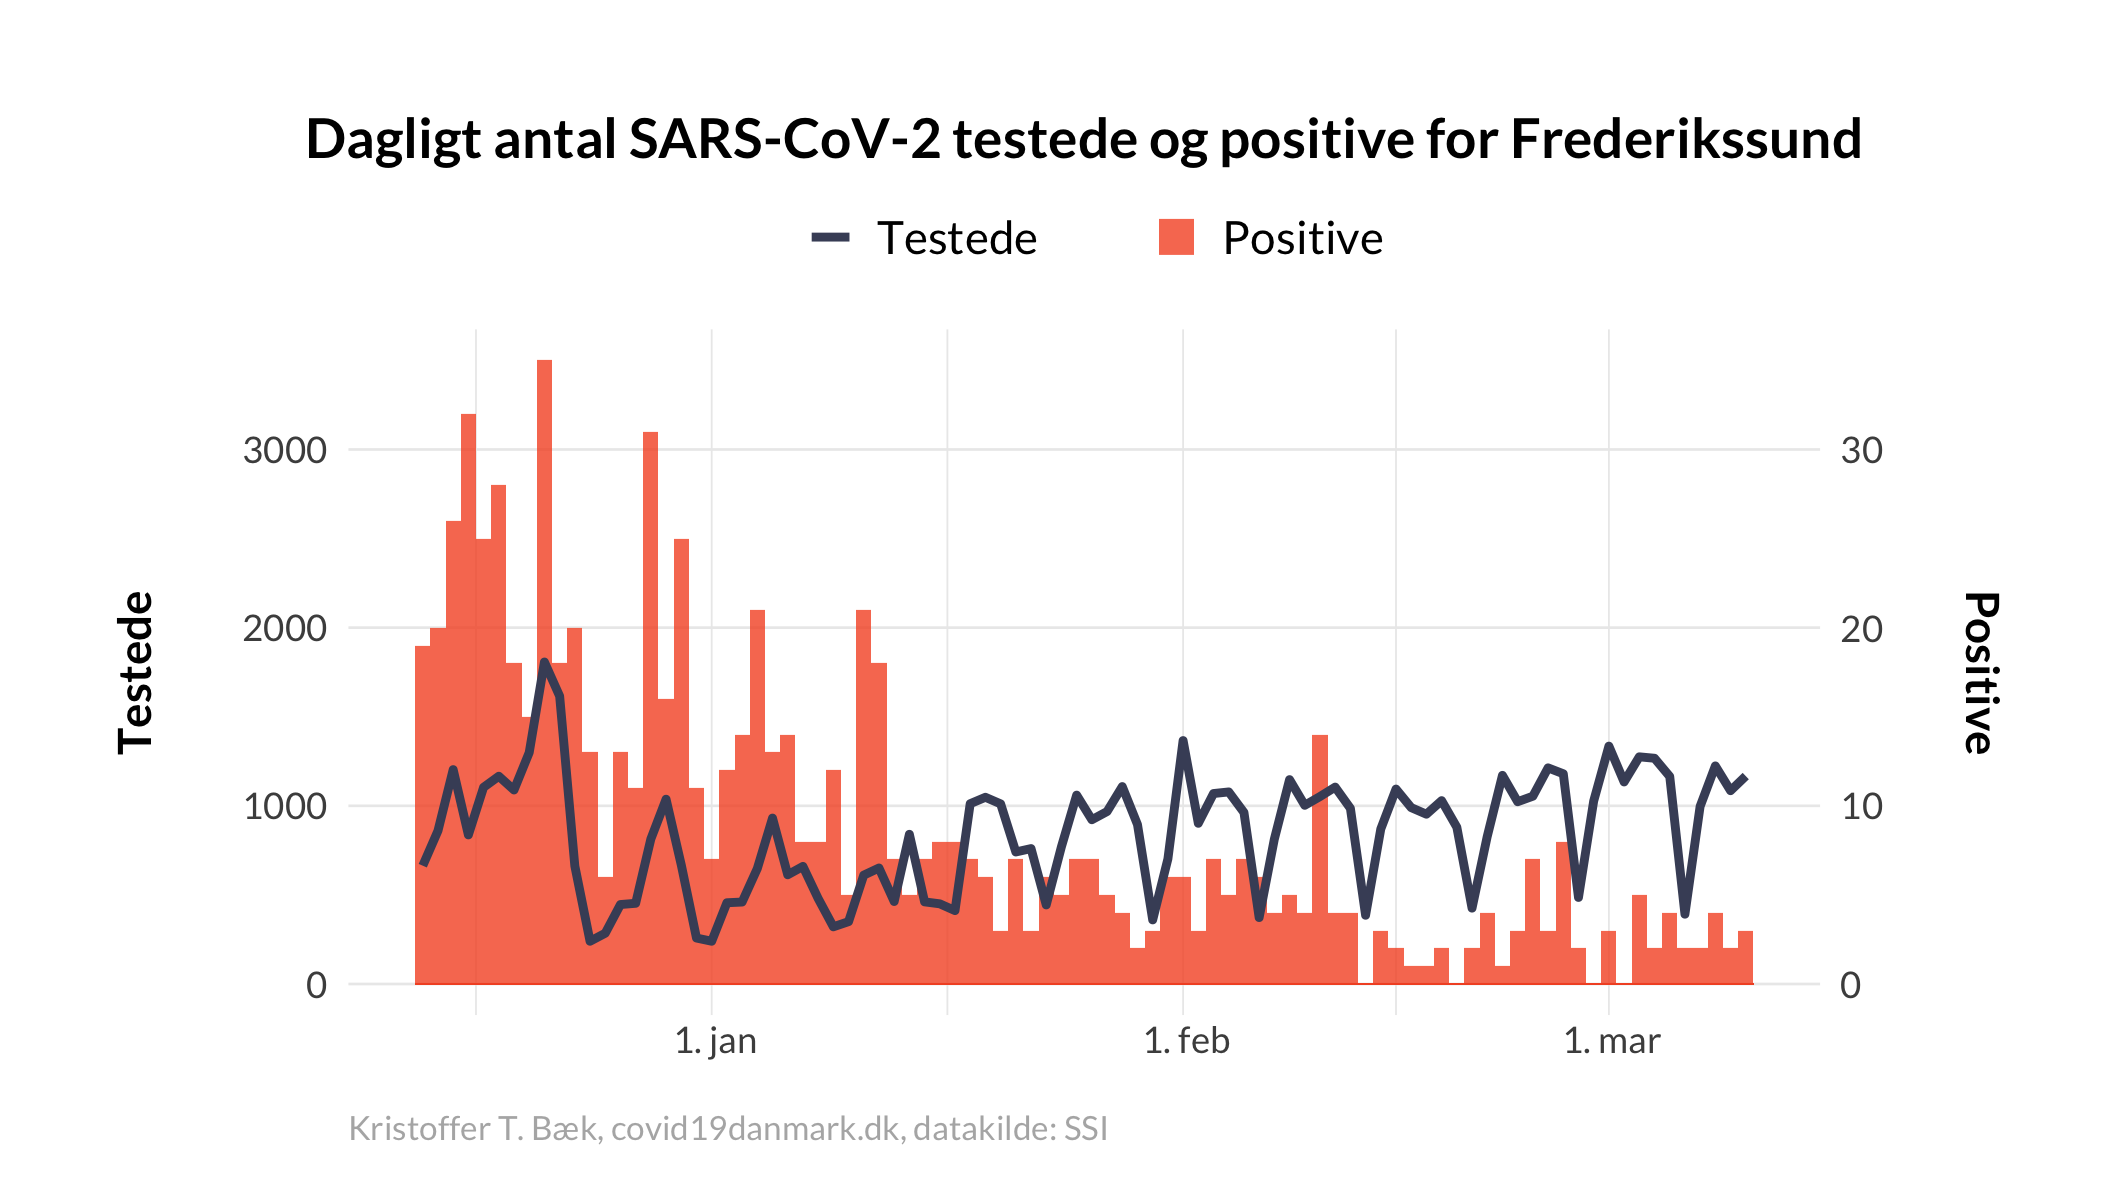 Dagligt antal SARS-CoV-2 testede og positive for Frederikssund
Testede
Positive
Testede
3000
2000
1000
0
30
20
10
0
Positive
1. jan
1. feb
1. mar
Kristoffer T. Bæk, covid19danmark.dk, datakilde: SSI